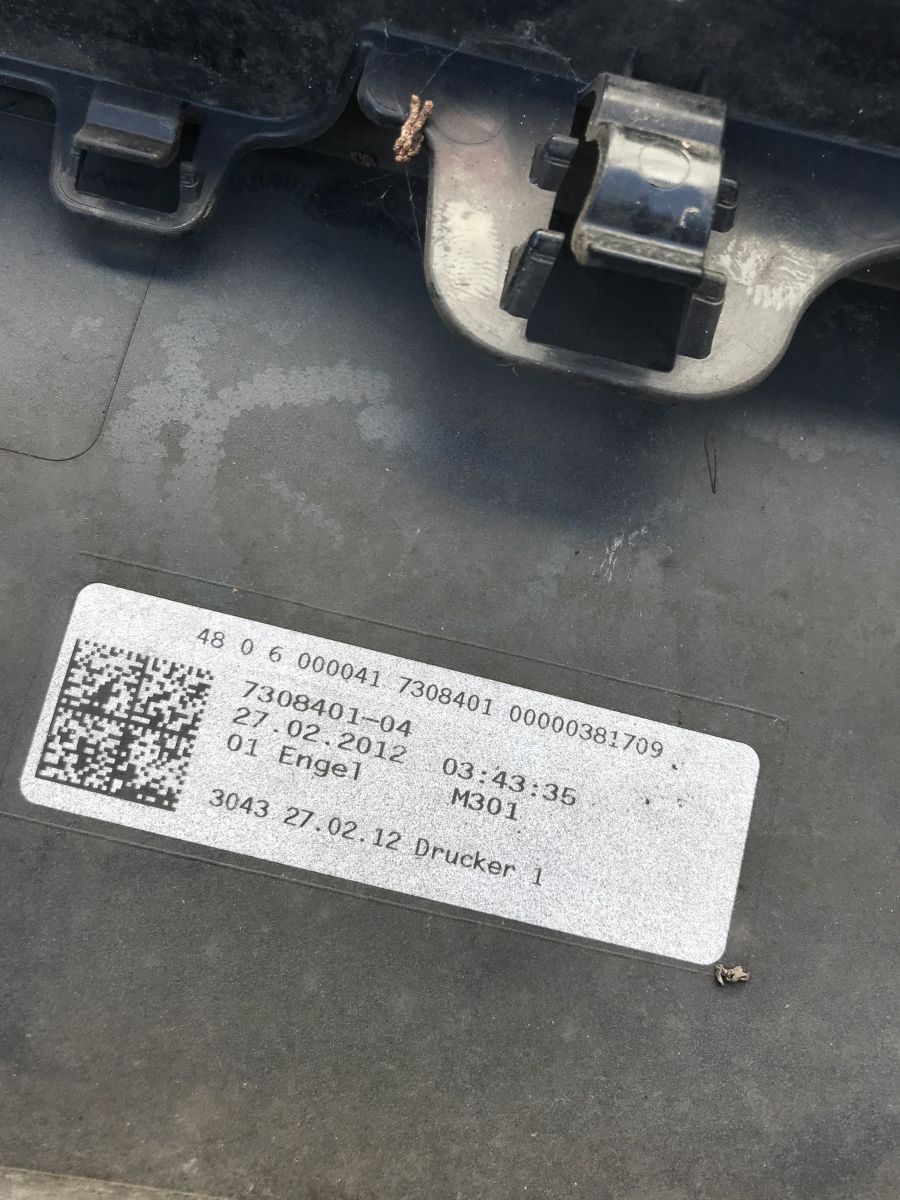 48 0 6 000041 7308401 00000381709
7308401-04
27.02.2012 03:43:35
01 Engel M301
3043 27.02.12 Drucker 1